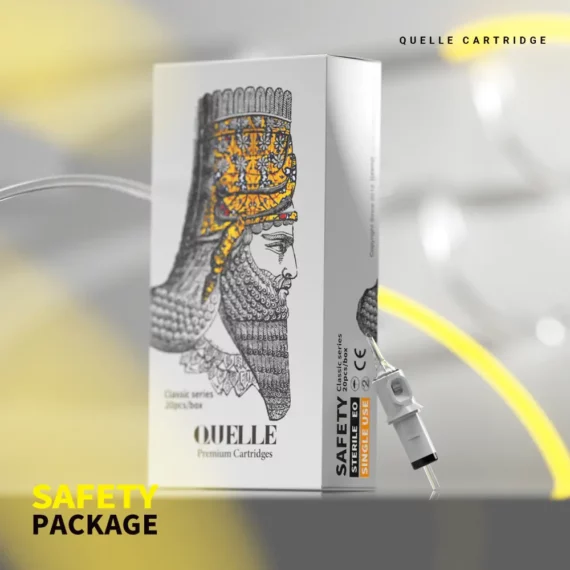 QUELLE CARTRIDGE
Classic series
20pcs/box
QUELLE
Premium Cartridges
SAFETY
Classic series
20pcs/box
CE
STERILE EO
SINGLE USE
2
SAFETY
PACKAGE